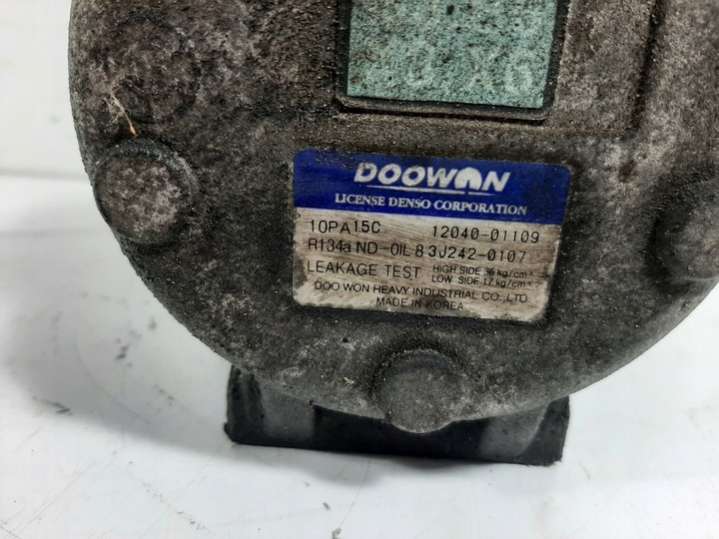 DOOWON
LICENSE DENSO CORPORATION
10PA15C 12040-01109
R134a ND-OIL 8 3J242-0107
LEAKAGE TEST HIGH SIDE 36 kg/cm²
LOW SIDE 17 kg/cm²
DOO WON HEAVY INDUSTRIAL CO., LTD.
MADE IN KOREA